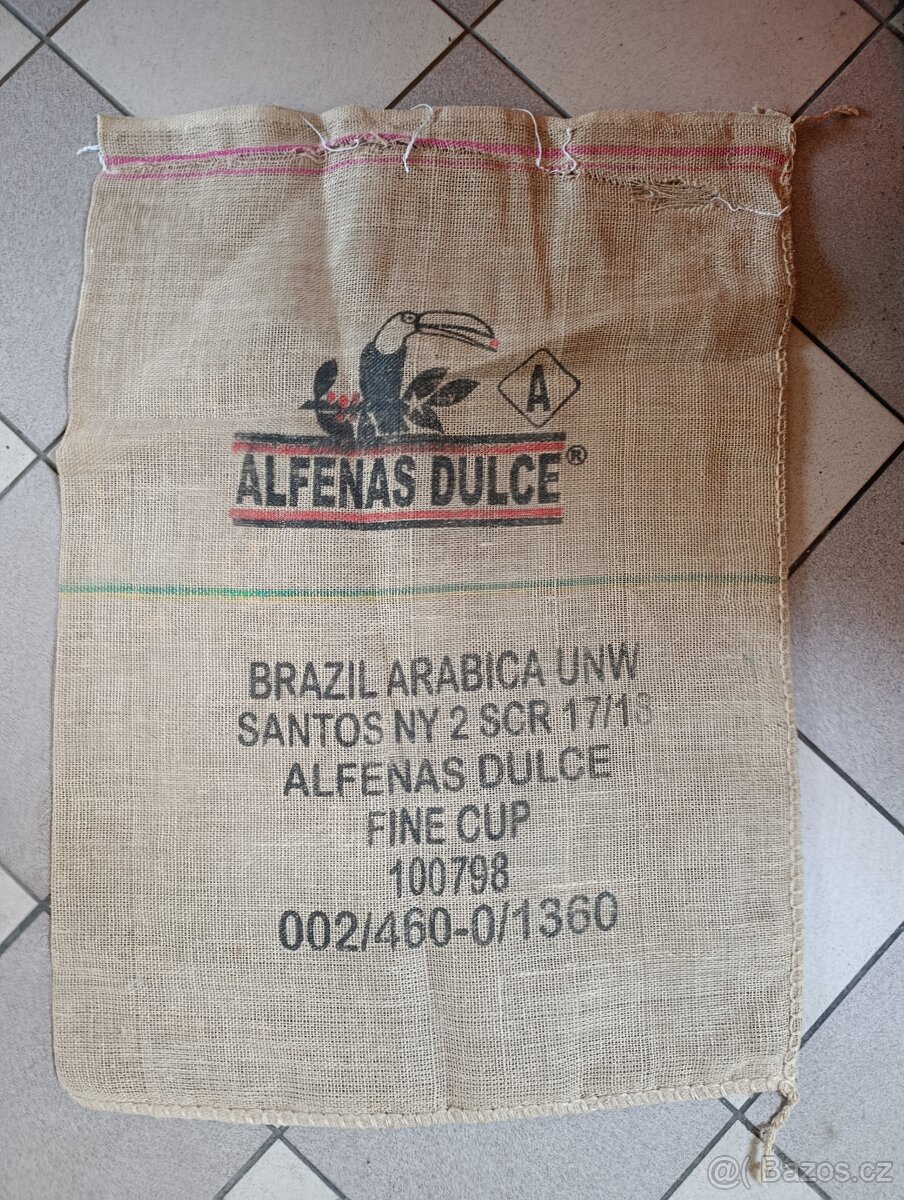 A
ALFENAS DULCE®
BRAZIL ARABICA UNW
SANTOS NY 2 SCR 17/18
ALFENAS DULCE
FINE CUP
100798
002/460-0/1360
@( Bazos.cz